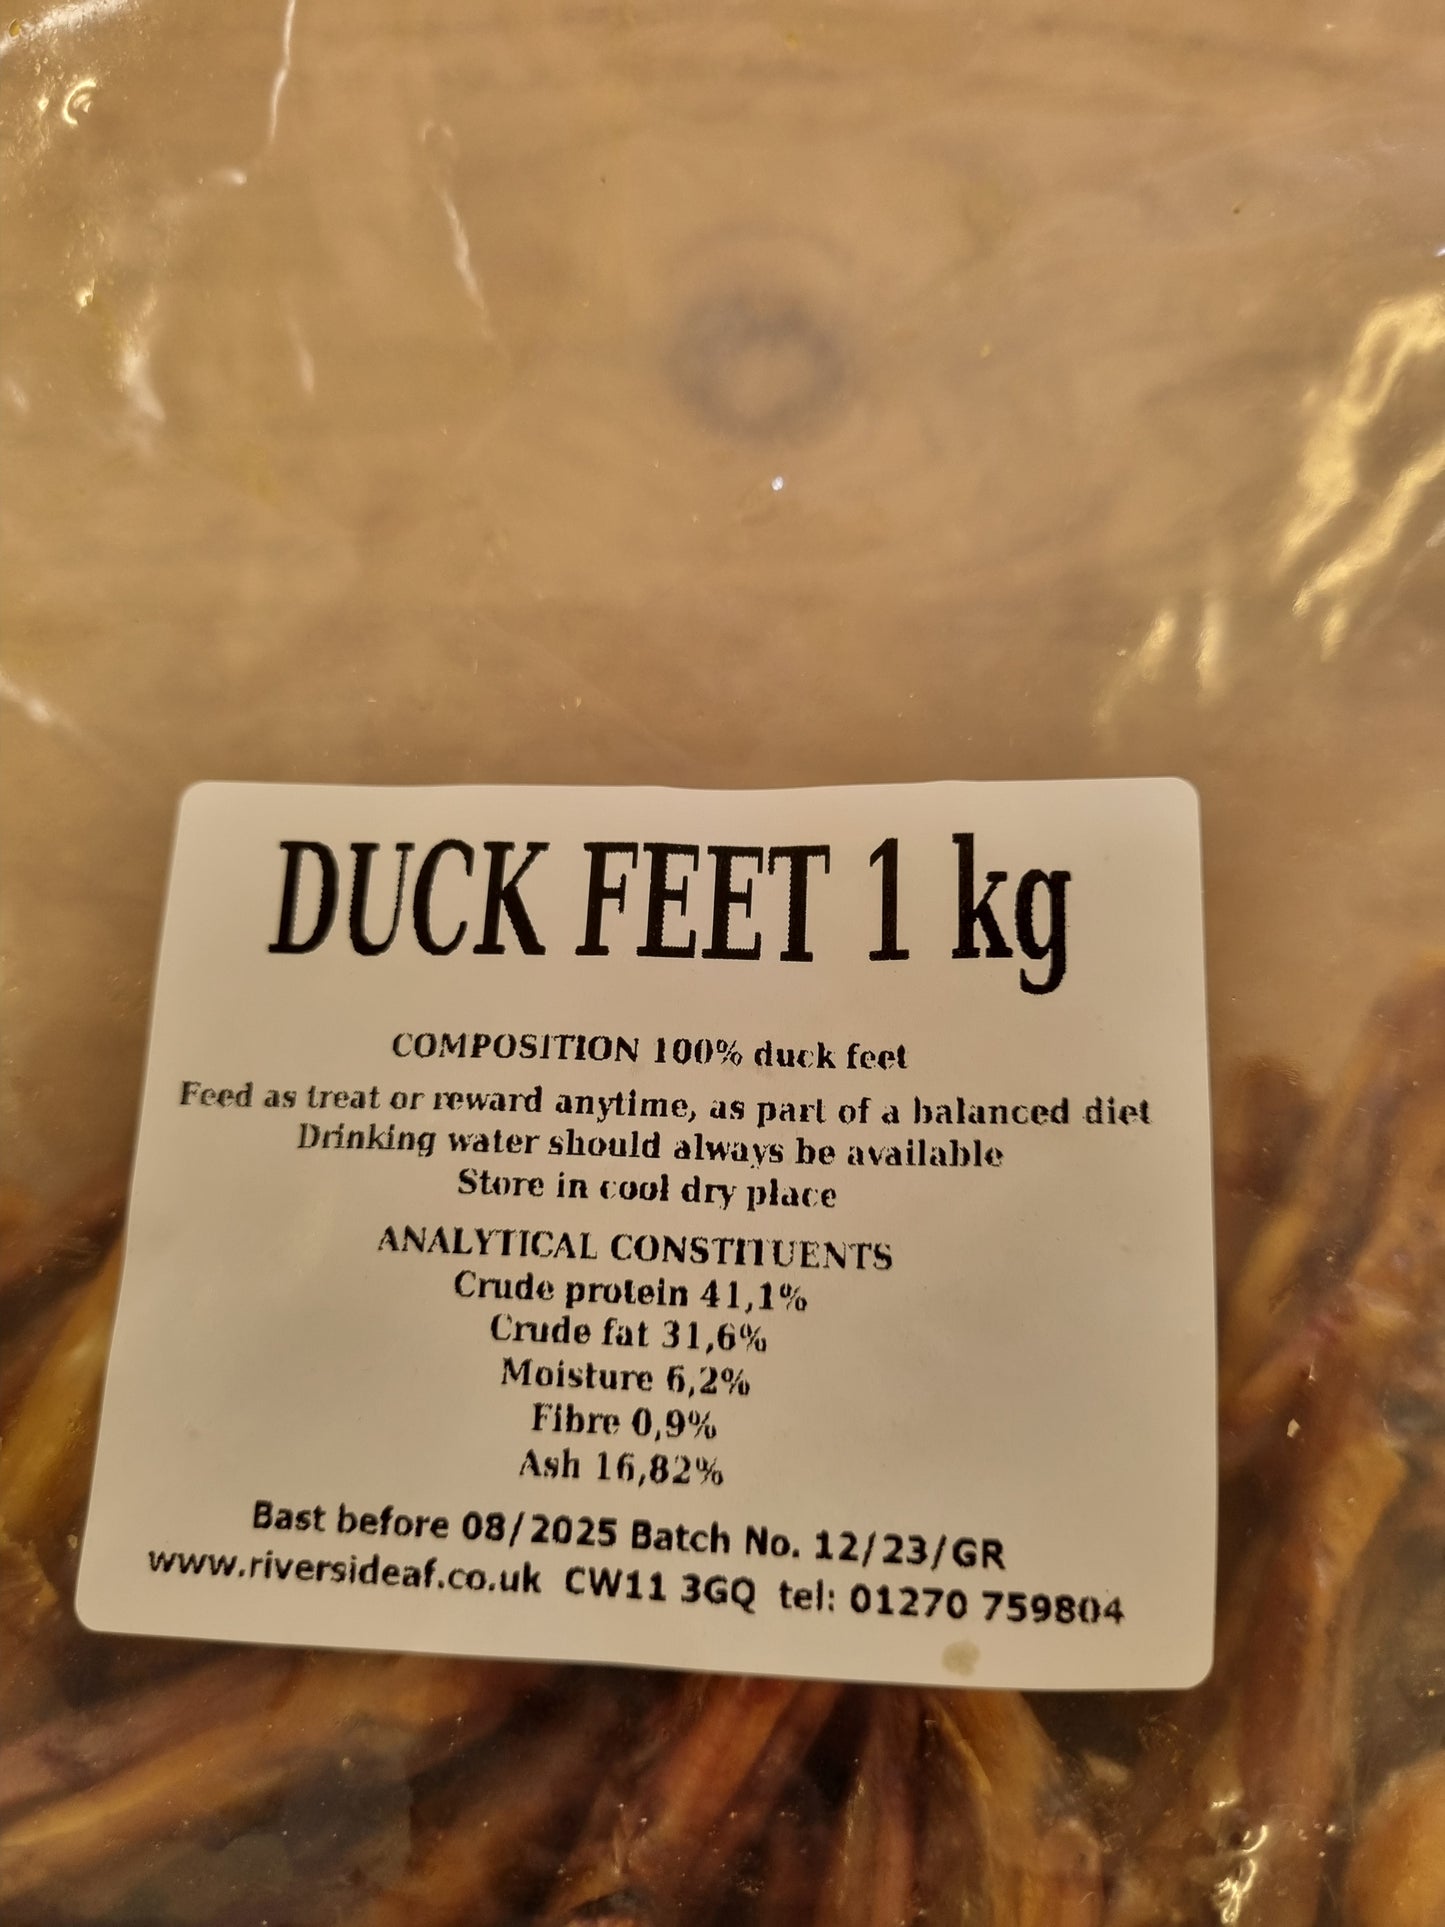 DUCK FEET 1 kg
COMPOSITION 100% duck feet
Feed as treat or reward anytime, as part of a balanced diet
Drinking water should always be available
Store in cool dry place
ANALYTICAL CONSTITUENTS
Crude protein 41,1%
Crude fat 31,6%
Moisture 6,2%
Fibre 0,9%
Ash 16,82%
Bast before 08/2025 Batch No. 12/23/GR
www.riversideaf.co.uk CW11 3GQ tel: 01270 759804